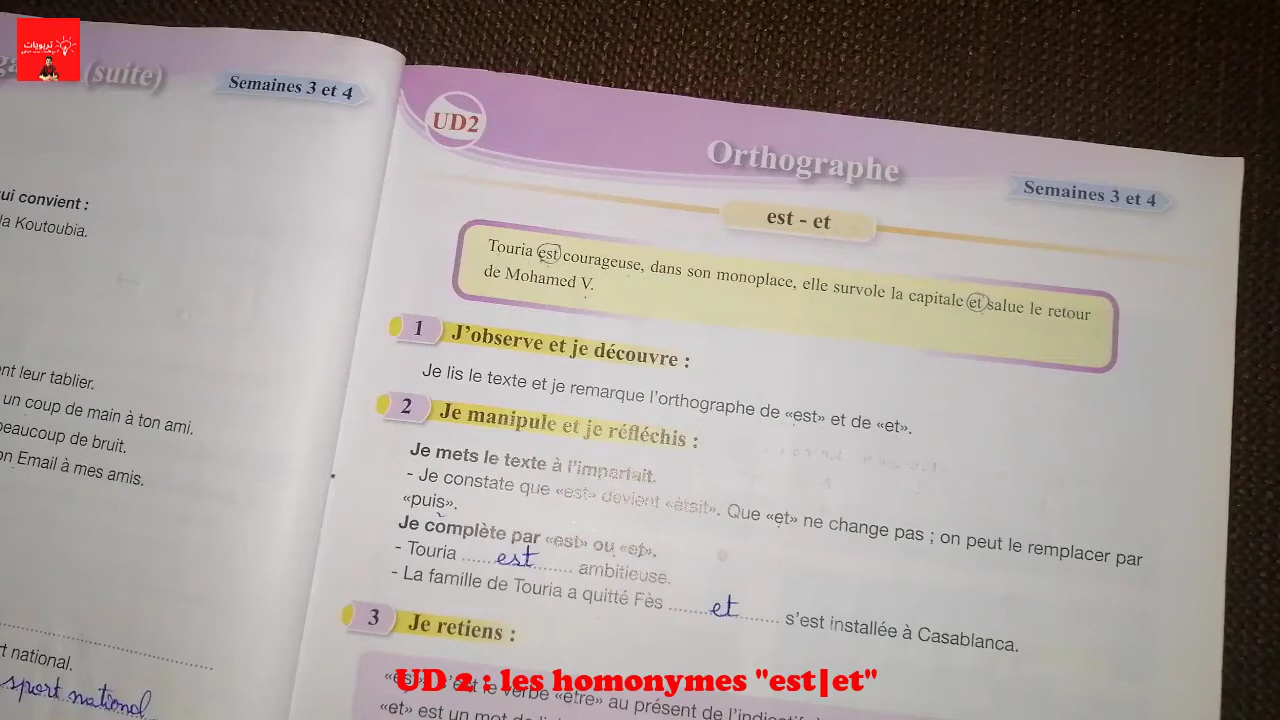 تربويات
(suite)
Semaines 3 et 4
ui convient :
la Koutoubia.
nt leur tablier.
un coup de main à ton ami.
beaucoup de bruit.
on Email à mes amis.
rt national.
sport national
UD2
Orthographe
Semaines 3 et 4
est - et
Touria est courageuse, dans son monoplace, elle survole la capitale et salue le retour
de Mohamed V.
1 J'observe et je découvre :
Je lis le texte et je remarque l'orthographe de «est» et de «et».
2 Je manipule et je réfléchis :
Je mets le texte à l'imparfait.
- Je constate que «est» devient «était». Que «et» ne change pas ; on peut le remplacer par
«puis».
Je complète par «est» ou «et».
- Touria ......est........ ambitieuse.
- La famille de Touria a quitté Fès ........et........ s'est installée à Casablanca.
3 Je retiens :
le verbe «être» au présent de l'indicatif
«et» est un mot de
UD 2 : les homonymes "est|et"